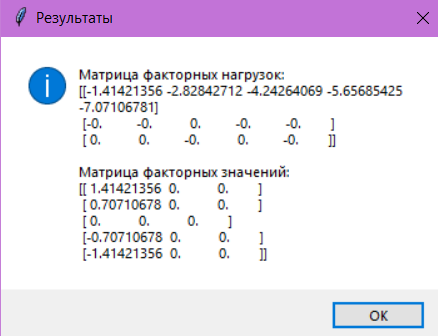 Результаты
Матрица факторных нагрузок:
[[-1.41421356 -2.82842712 -4.24264069 -5.65685425
-7.07106781]
[-0. -0. 0. -0. -0. ]
[ 0. 0. -0. 0. -0. ]]
Матрица факторных значений:
[[ 1.41421356 0. 0. ]
[ 0.70710678 0. 0. ]
[ 0. 0. 0. ]
[-0.70710678 0. 0. ]
[-1.41421356 0. 0. ]]
OK